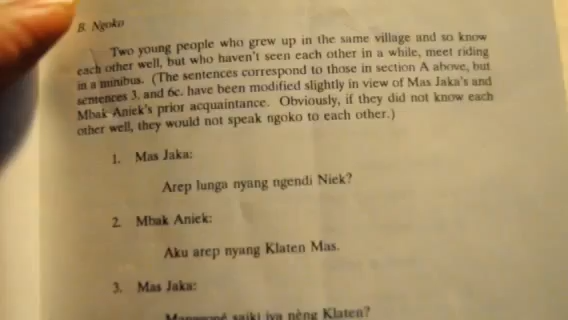 B. Ngoko
Two young people who grew up in the same village and so know
each other well, but who haven't seen each other in a while, meet riding
in a minibus. (The sentences correspond to those in section A above, but
sentences 3. and 6c. have been modified slightly in view of Mas Jaka's and
Mbak Aniek's prior acquaintance. Obviously, if they did not know each
other well, they would not speak ngoko to each other.)
1. Mas Jaka:
Arep lunga nyang ngendi Niek?
2. Mbak Aniek:
Aku arep nyang Klaten Mas.
3. Mas Jaka:
saiki iya nèng Klaten?